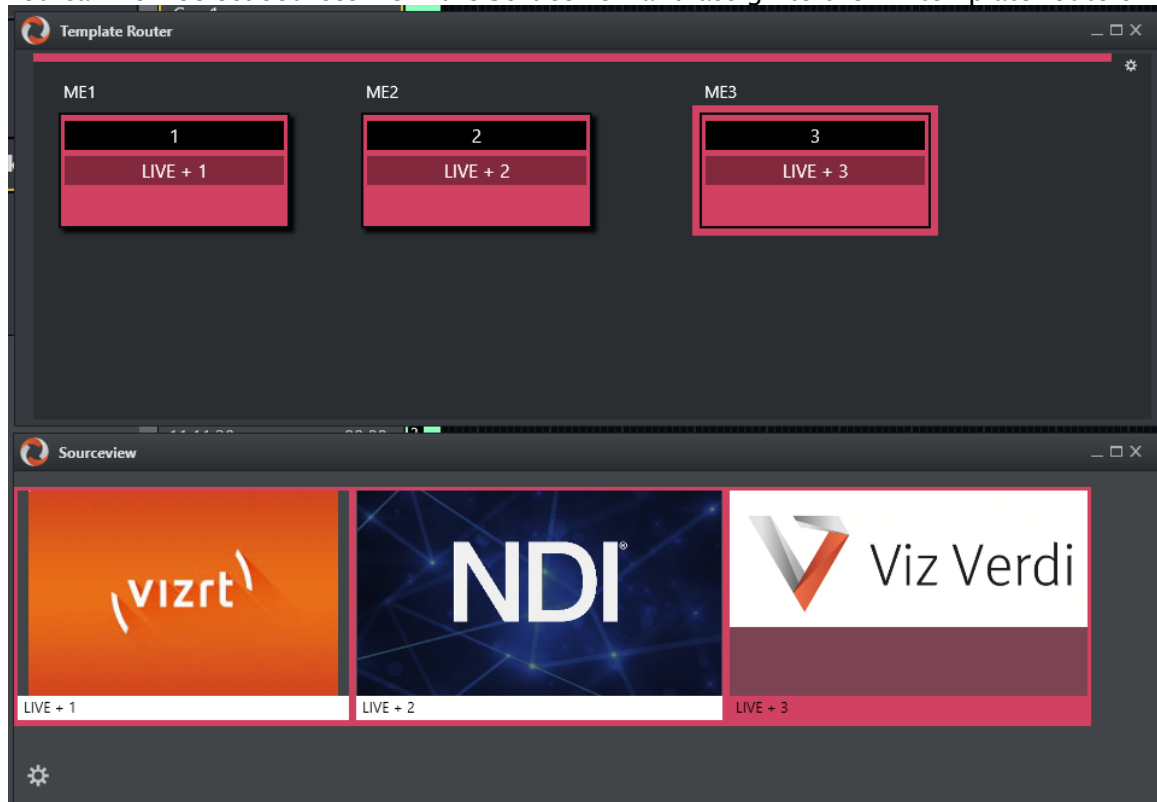 Template Router
ME1 ME2 ME3
1 2 3
LIVE + 1 LIVE + 2 LIVE + 3
Sourceview
vizrt NDI® Viz Verdi
LIVE + 1 LIVE + 2 LIVE + 3